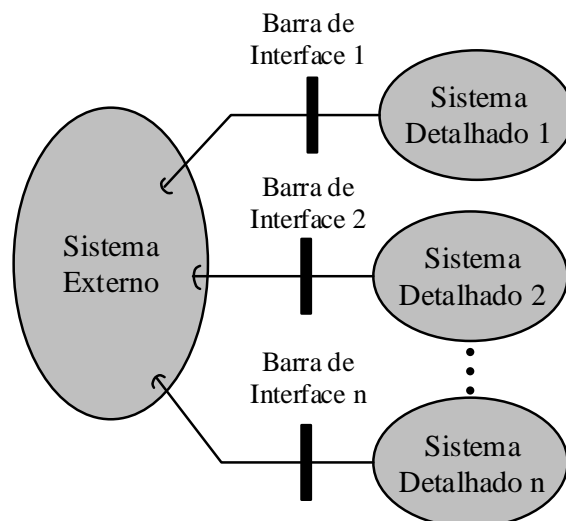 Barra de
Interface 1
Sistema
Detalhado 1
Barra de
Interface 2
Sistema
Externo
Sistema
Detalhado 2
Barra de
Interface n
Sistema
Detalhado n